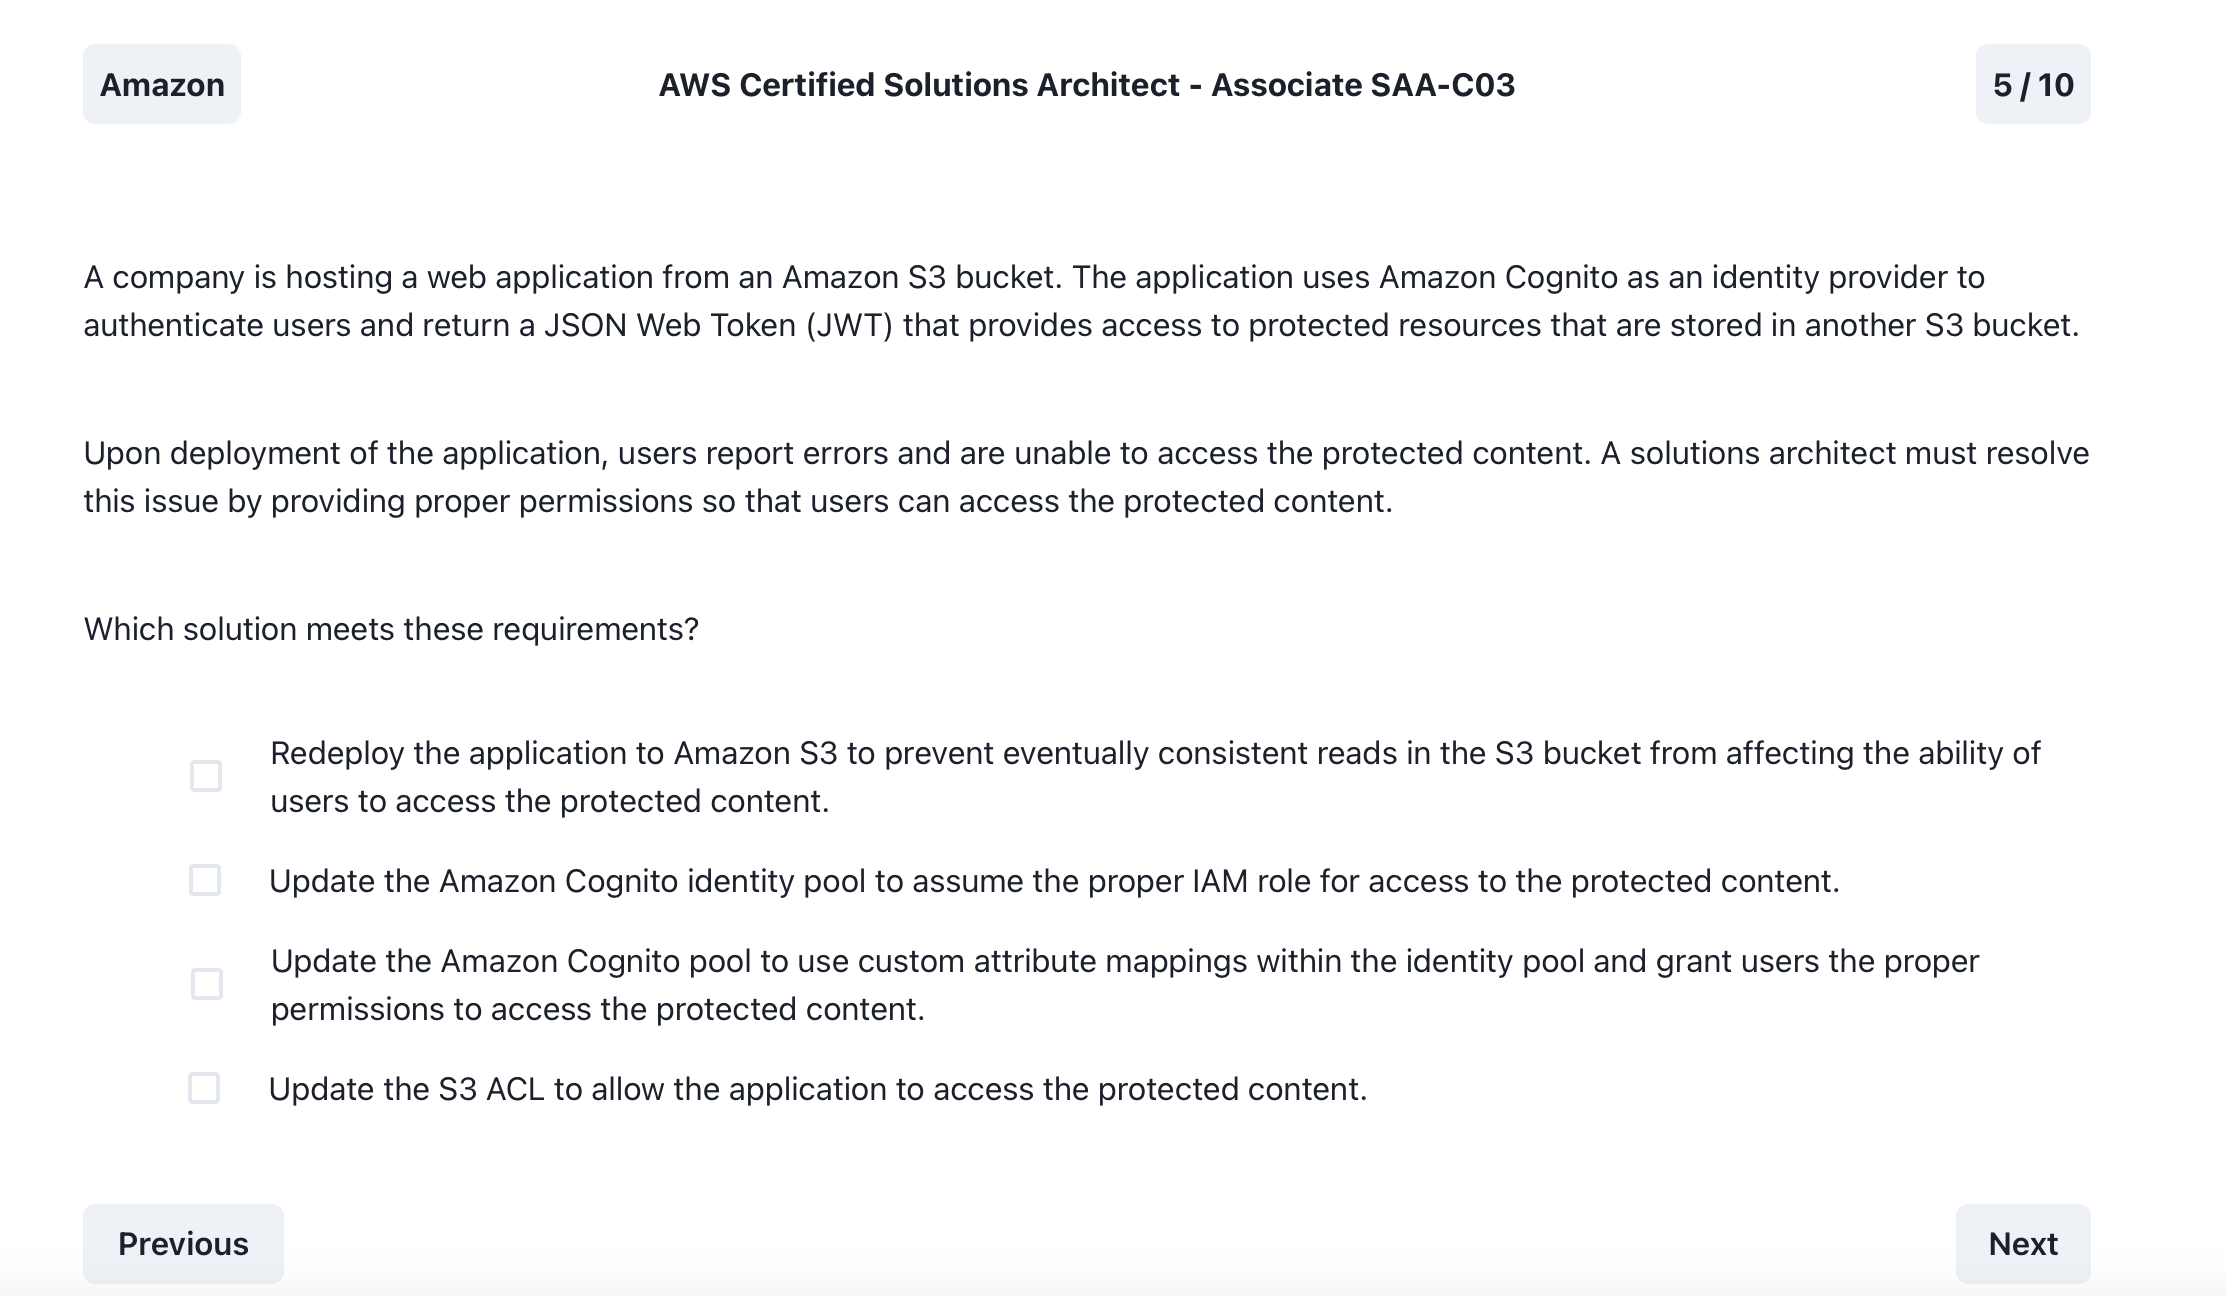 Amazon
AWS Certified Solutions Architect - Associate SAA-C03
5 / 10
A company is hosting a web application from an Amazon S3 bucket. The application uses Amazon Cognito as an identity provider to
authenticate users and return a JSON Web Token (JWT) that provides access to protected resources that are stored in another S3 bucket.
Upon deployment of the application, users report errors and are unable to access the protected content. A solutions architect must resolve
this issue by providing proper permissions so that users can access the protected content.
Which solution meets these requirements?
Redeploy the application to Amazon S3 to prevent eventually consistent reads in the S3 bucket from affecting the ability of
users to access the protected content.
Update the Amazon Cognito identity pool to assume the proper IAM role for access to the protected content.
Update the Amazon Cognito pool to use custom attribute mappings within the identity pool and grant users the proper
permissions to access the protected content.
Update the S3 ACL to allow the application to access the protected content.
Previous
Next